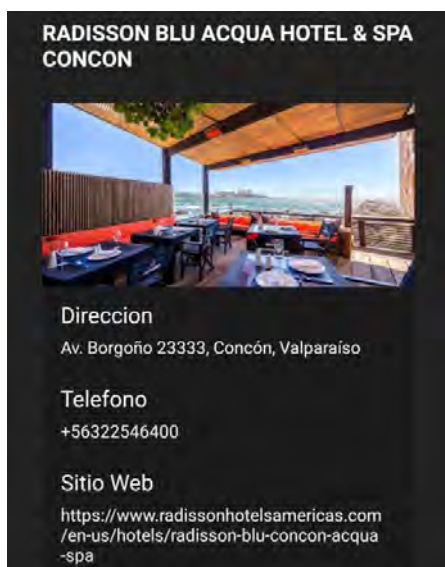 RADISSON BLU ACQUA HOTEL & SPA
CONCON
Direccion
Av. Borgoño 23333, Concón, Valparaíso
Telefono
+56322546400
Sitio Web
https://www.radissonhotelsamericas.com
/en-us/hotels/radisson-blu-concon-acqua
-spa